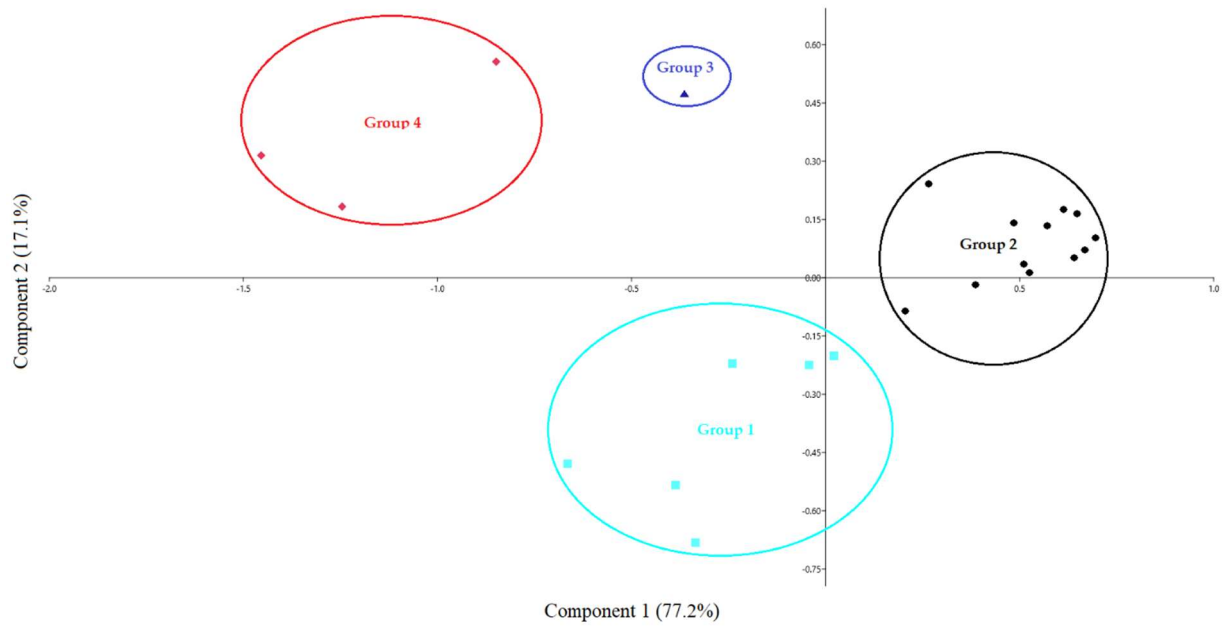 0.60
Group 3
0.45
Group 4
0.30
0.15
Group 2
Component 2 (17.1%)
0.00
-2.0 -1.5 -1.0 -0.5 0.5 1.0
-0.15
-0.30
Group 1
-0.45
-0.60
-0.75
Component 1 (77.2%)